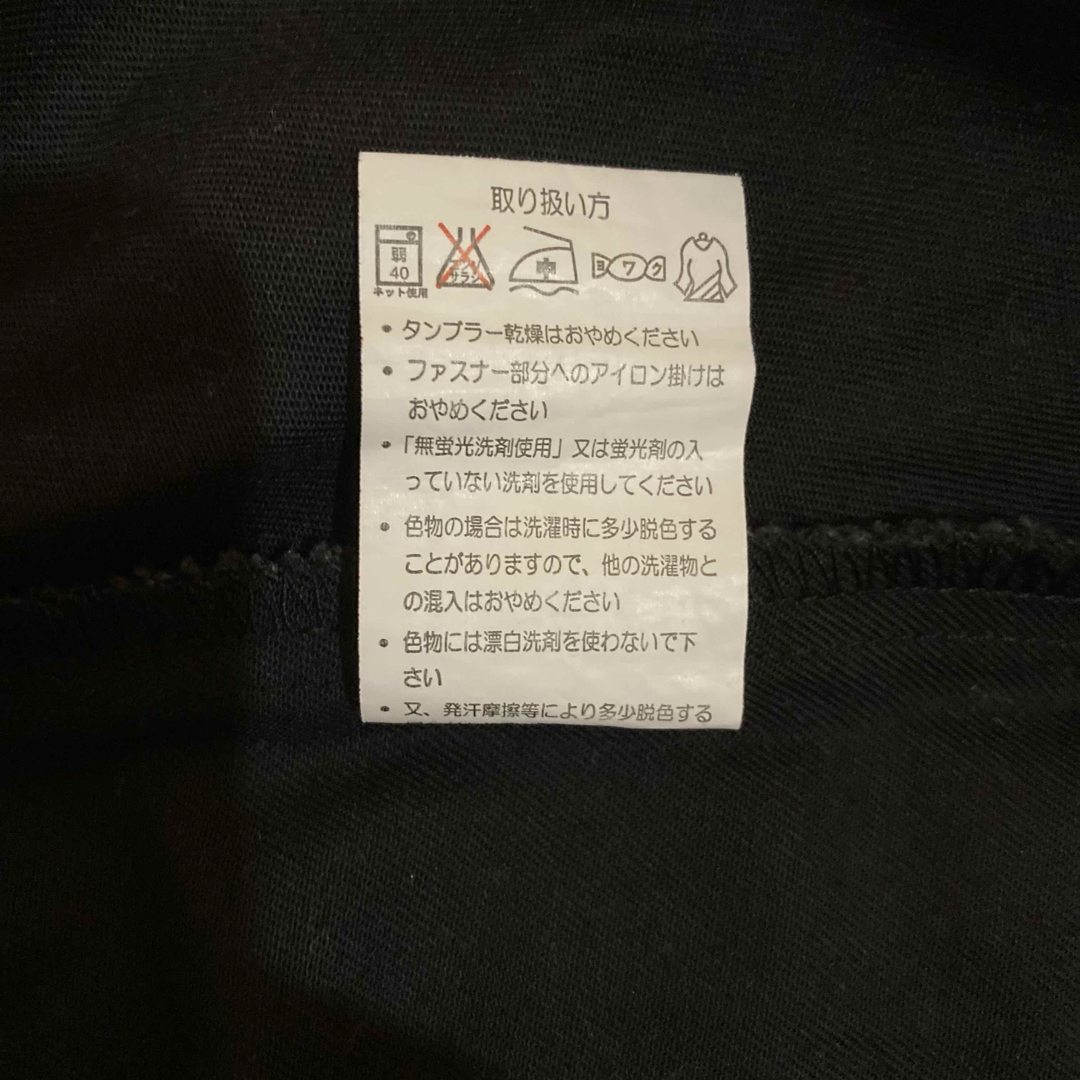 取り扱い方
弱
40
ネット使用
エンソ
サラシ
中
ヨワク
• タンブラー乾燥はおやめください
• ファスナー部分へのアイロン掛けは
おやめください
• 「無蛍光洗剤使用」又は蛍光剤の入
っていない洗剤を使用してください
• 色物の場合は洗濯時に多少脱色する
ことがありますので、他の洗濯物と
の混入はおやめください
• 色物には漂白洗剤を使わないで下
さい
• 又、発汗摩擦等により多少脱色する